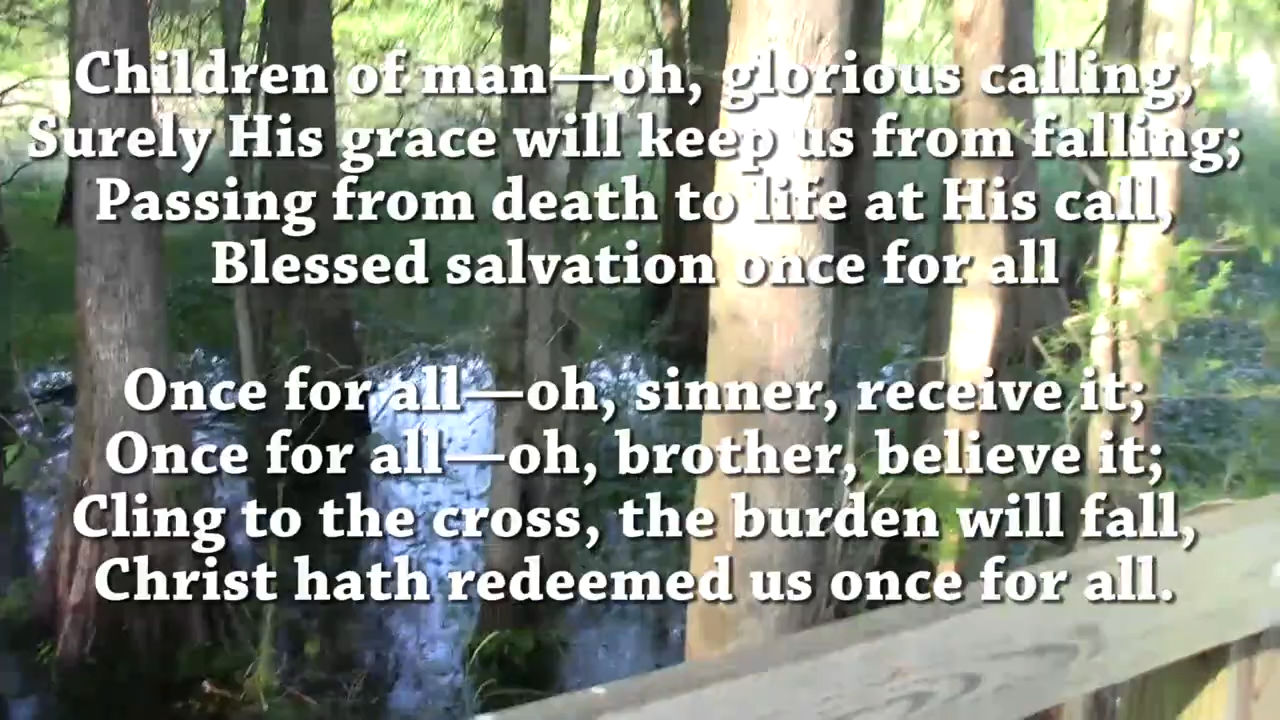 Children of man—oh, glorious calling,
Surely His grace will keep us from falling;
Passing from death to life at His call,
Blessed salvation once for all
Once for all—oh, sinner, receive it;
Once for all—oh, brother, believe it;
Cling to the cross, the burden will fall,
Christ hath redeemed us once for all.